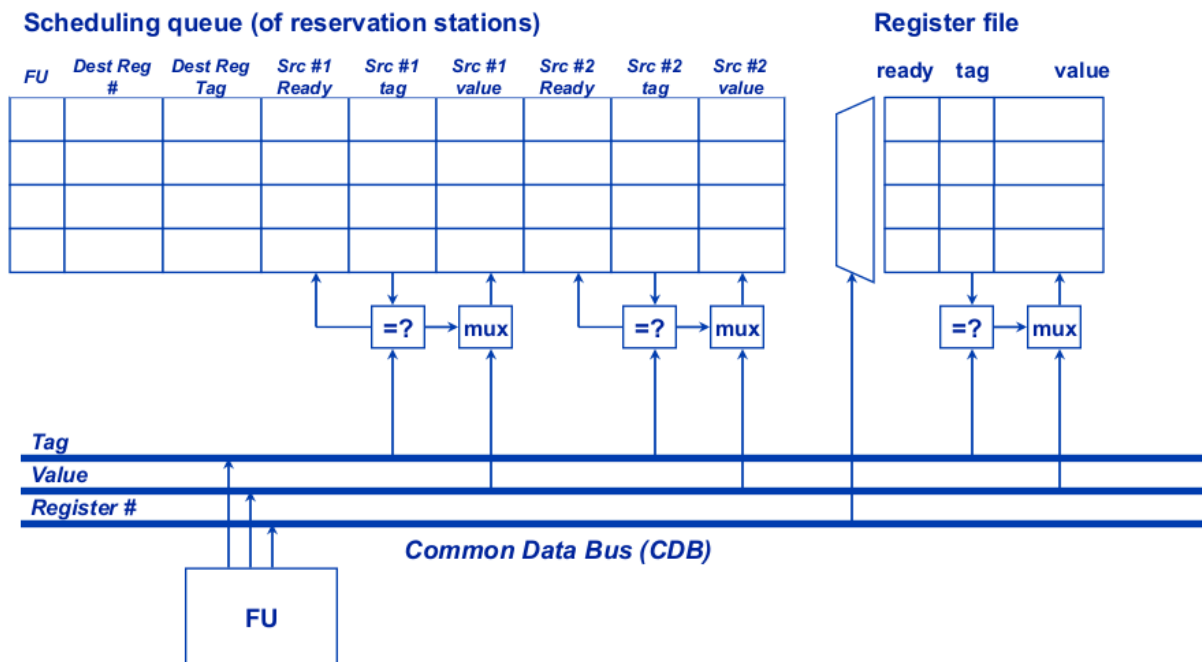 Scheduling queue (of reservation stations)
Register file
FU
Dest Reg
#
Dest Reg
Tag
Src #1
Ready
Src #1
tag
Src #1
value
Src #2
Ready
Src #2
tag
Src #2
value
ready tag value
=?
mux
=?
mux
=?
mux
Tag
Value
Register #
Common Data Bus (CDB)
FU